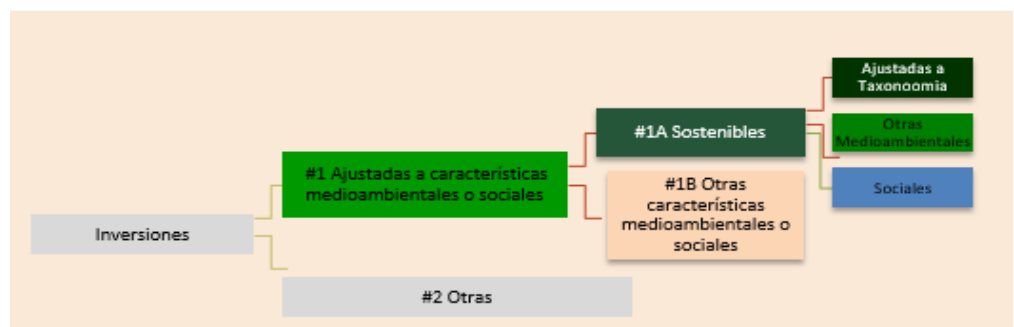 Inversiones
#1 Ajustadas a características
medioambientales o sociales
#2 Otras
#1A Sostenibles
#1B Otras
características
medioambientales o
sociales
Ajustadas a
Taxonoomia
Otras
Medioambientales
Sociales